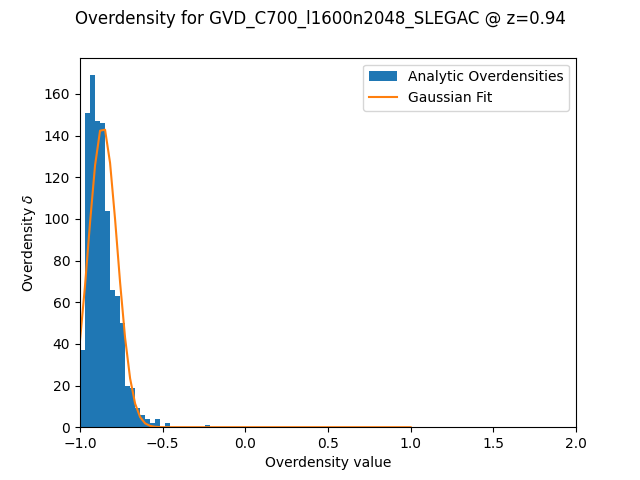 Overdensity for GVD_C700_l1600n2048_SLEGAC @ z=0.94
Analytic Overdensities
Gaussian Fit
Overdensity δ
160
140
120
100
80
60
40
20
0
−1.0 −0.5 0.0 0.5 1.0 1.5 2.0
Overdensity value